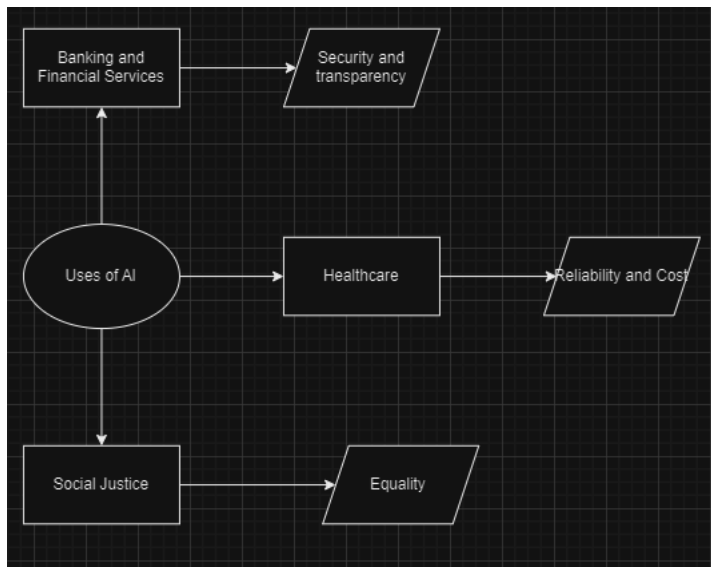 Banking and
Financial Services
Security and
transparency
Uses of AI
Healthcare
Reliability and Cost
Social Justice
Equality